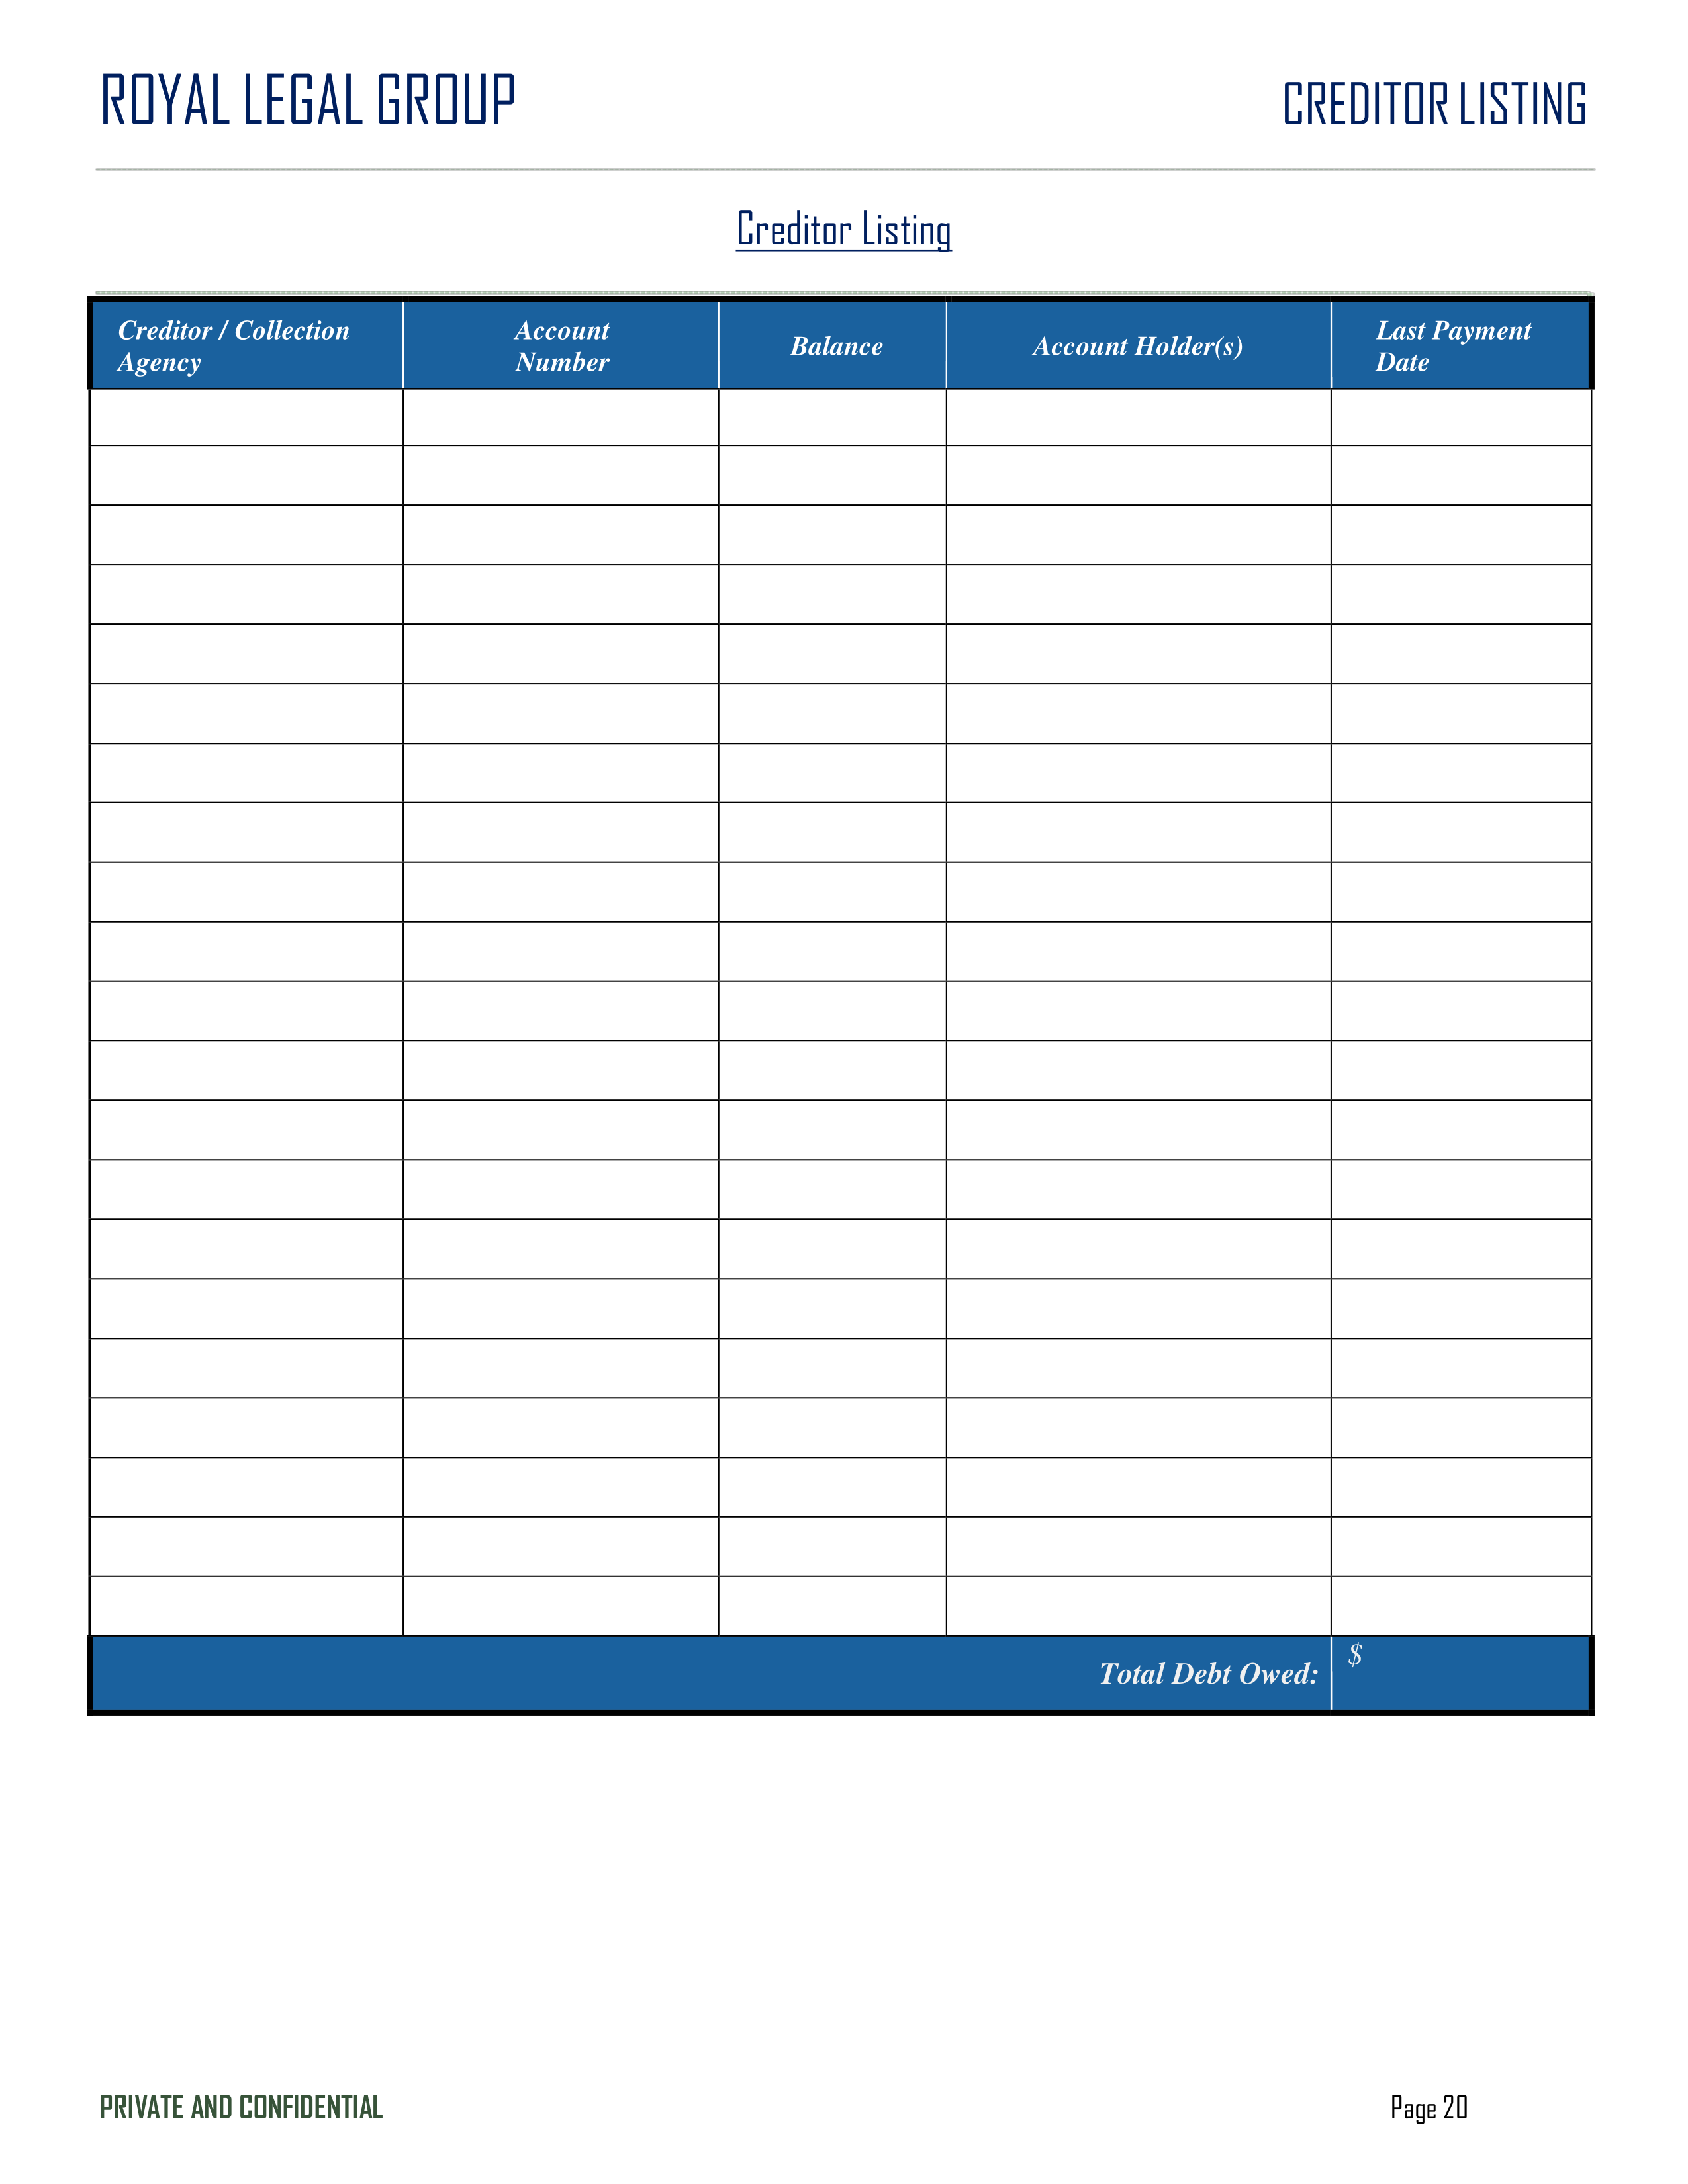 ROYAL LEGAL GROUP
CREDITOR LISTING
Creditor Listing
Creditor / Collection
Agency
Account
Number
Balance
Account Holder(s)
Last Payment
Date
Total Debt Owed:
$
PRIVATE AND CONFIDENTIAL
Page 20